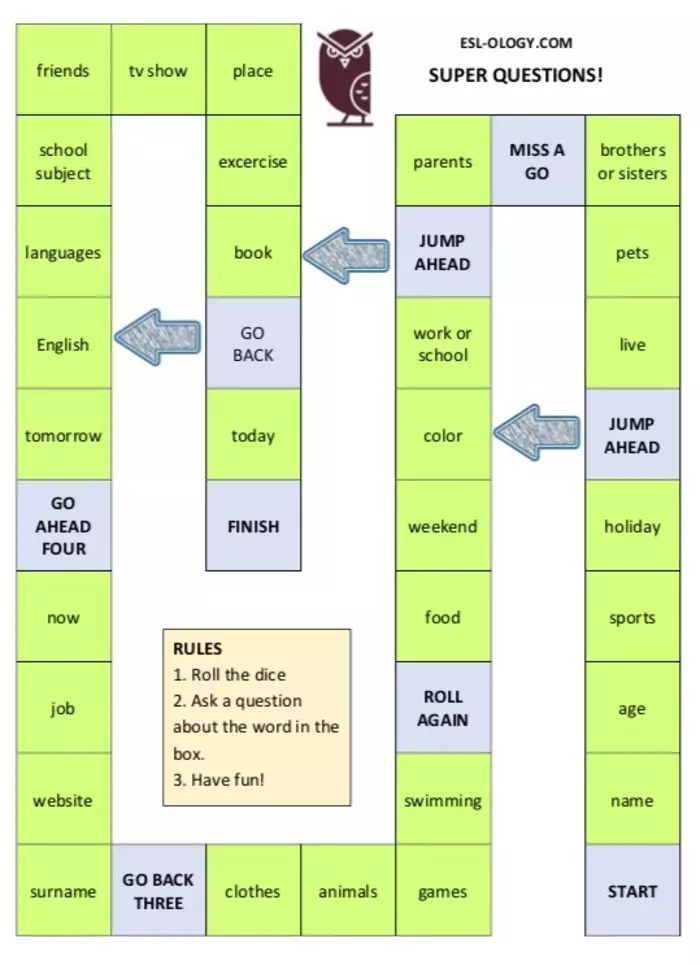 ESL-OLOGY.COM
SUPER QUESTIONS!
friends
tv show
place
school
subject
excercise
parents
MISS A
GO
brothers
or sisters
languages
book
JUMP
AHEAD
pets
English
GO
BACK
work or
school
live
tomorrow
today
color
JUMP
AHEAD
GO
AHEAD
FOUR
FINISH
weekend
holiday
now
food
sports
RULES
1. Roll the dice
2. Ask a question
about the word in the
box.
3. Have fun!
job
ROLL
AGAIN
age
website
swimming
name
surname
GO BACK
THREE
clothes
animals
games
START